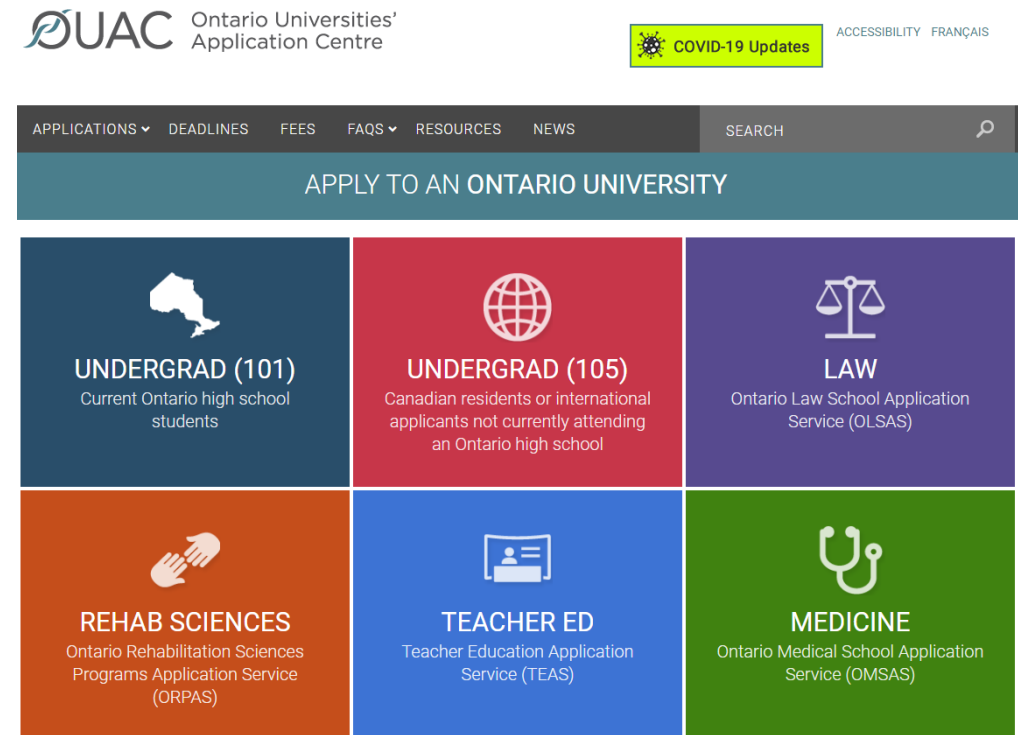 OUAC Ontario Universities'
Application Centre
COVID-19 Updates
ACCESSIBILITY FRANÇAIS
APPLICATIONS DEADLINES FEES FAQS RESOURCES NEWS SEARCH
APPLY TO AN ONTARIO UNIVERSITY
UNDERGRAD (101)
Current Ontario high school
students
UNDERGRAD (105)
Canadian residents or international
applicants not currently attending
an Ontario high school
LAW
Ontario Law School Application
Service (OLSAS)
REHAB SCIENCES
Ontario Rehabilitation Sciences
Programs Application Service
(ORPAS)
TEACHER ED
Teacher Education Application
Service (TEAS)
MEDICINE
Ontario Medical School Application
Service (OMSAS)